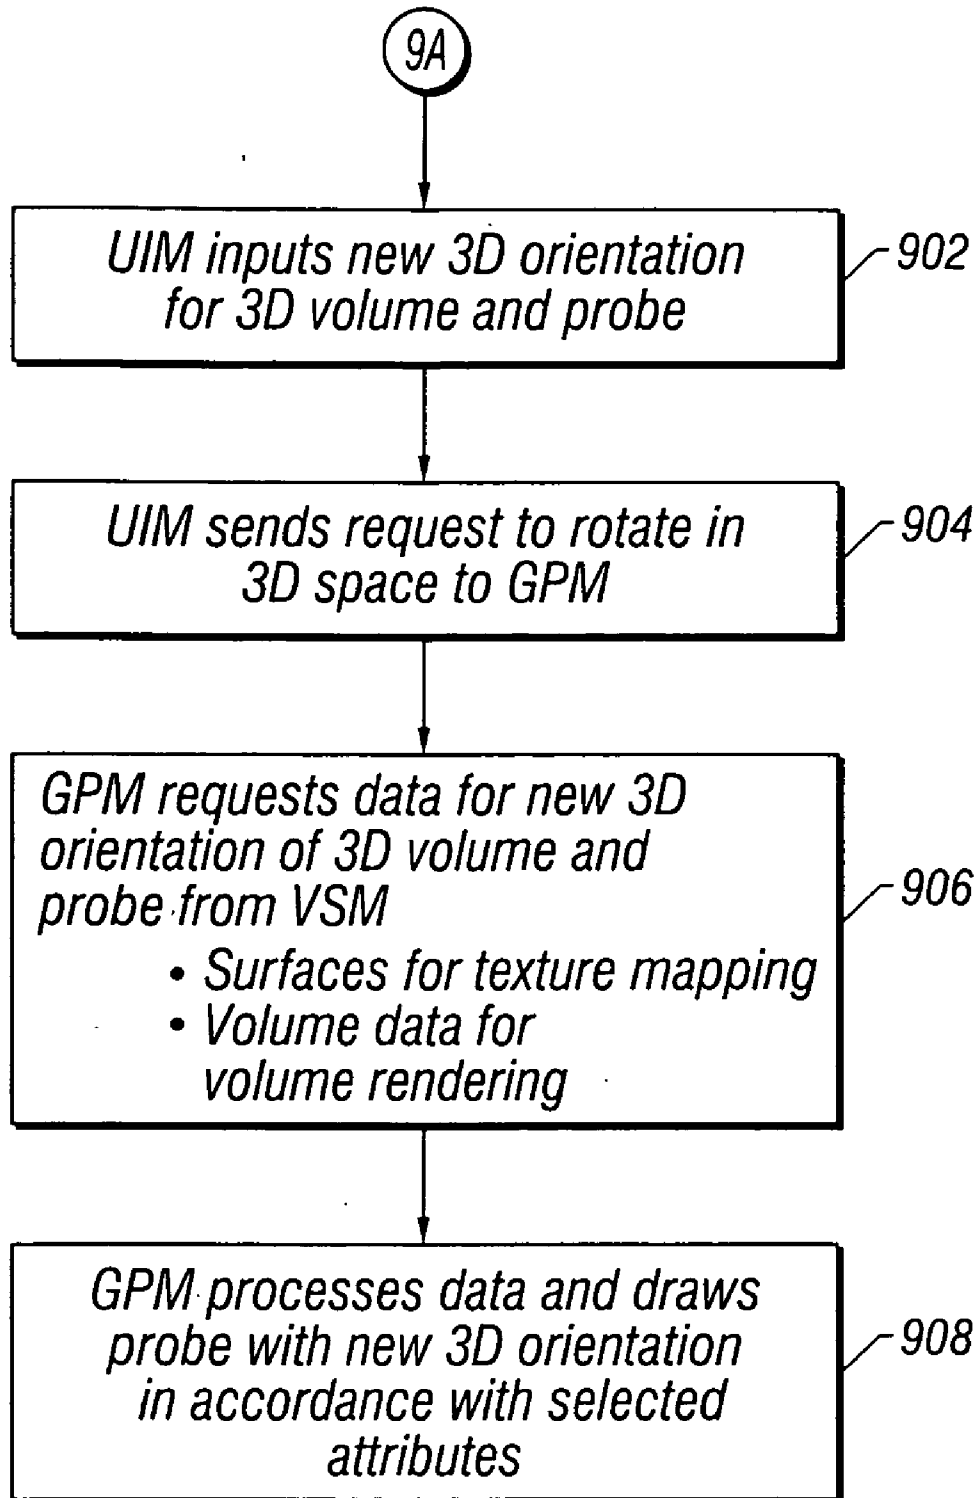 9A
UIM inputs new 3D orientation
for 3D volume and probe
902
UIM sends request to rotate in
3D space to GPM
904
GPM requests data for new 3D
orientation of 3D volume and
probe from VSM
• Surfaces for texture mapping
• Volume data for
volume rendering
906
GPM processes data and draws
probe with new 3D orientation
in accordance with selected
attributes
908